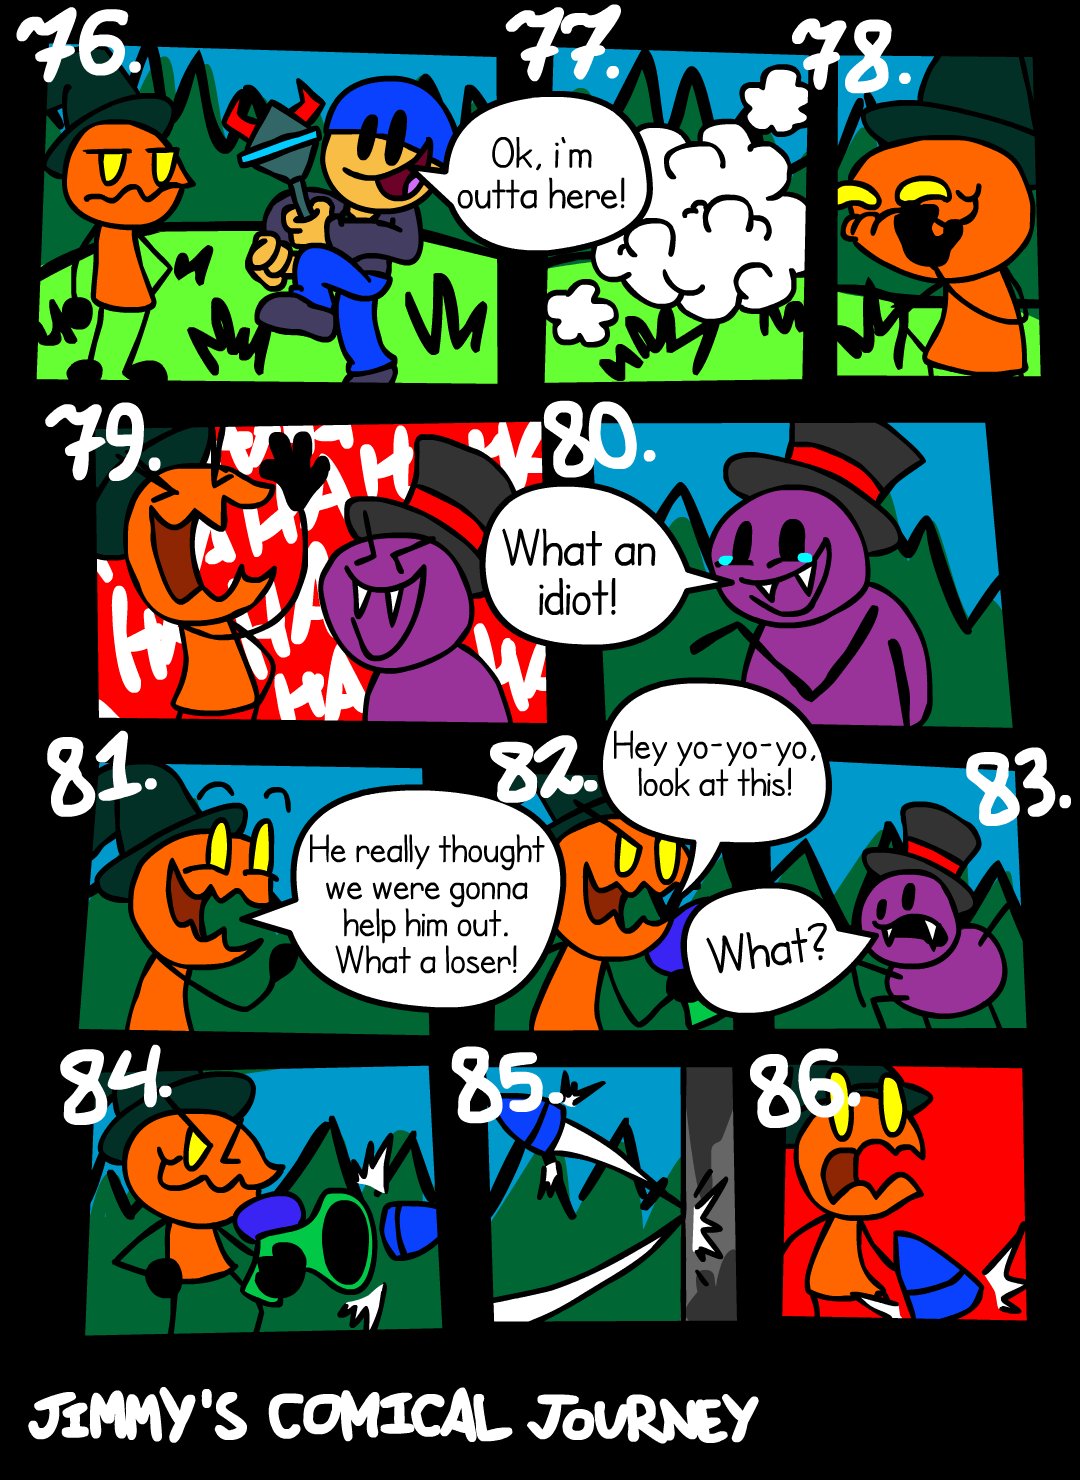 76.
Ok, i'm
outta here!
77.
78.
79.
HAHAHA
80.
What an
idiot!
81.
He really thought
we were gonna
help him out.
What a loser!
82.
Hey yo-yo-yo,
look at this!
83.
What?
84.
85.
86.
JIMMY'S COMICAL JOURNEY